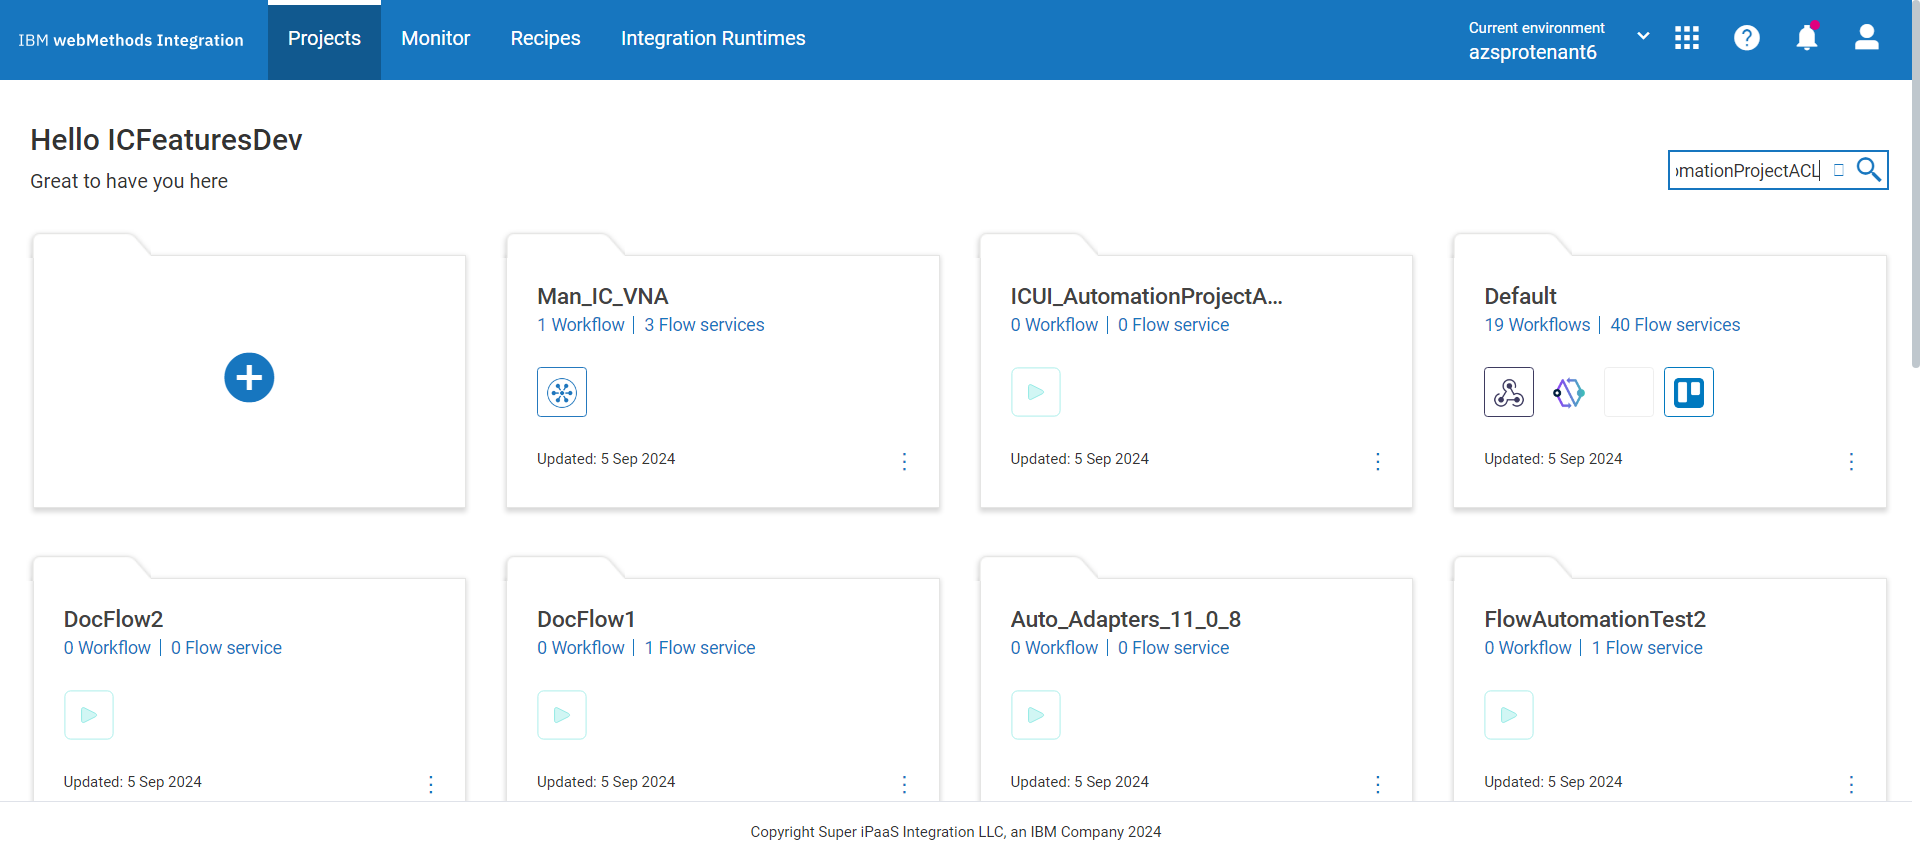 IBM webMethods Integration
Projects
Monitor
Recipes
Integration Runtimes
Current environment
azsprotenant6
Hello ICFeaturesDev
Great to have you here
omationProjectACL
Man_IC_VNA
1 Workflow | 3 Flow services
Updated: 5 Sep 2024
ICUI_AutomationProjectA...
0 Workflow | 0 Flow service
Updated: 5 Sep 2024
Default
19 Workflows | 40 Flow services
Updated: 5 Sep 2024
DocFlow2
0 Workflow | 0 Flow service
Updated: 5 Sep 2024
DocFlow1
0 Workflow | 1 Flow service
Updated: 5 Sep 2024
Auto_Adapters_11_0_8
0 Workflow | 0 Flow service
Updated: 5 Sep 2024
FlowAutomationTest2
0 Workflow | 1 Flow service
Updated: 5 Sep 2024
Copyright Super iPaaS Integration LLC, an IBM Company 2024